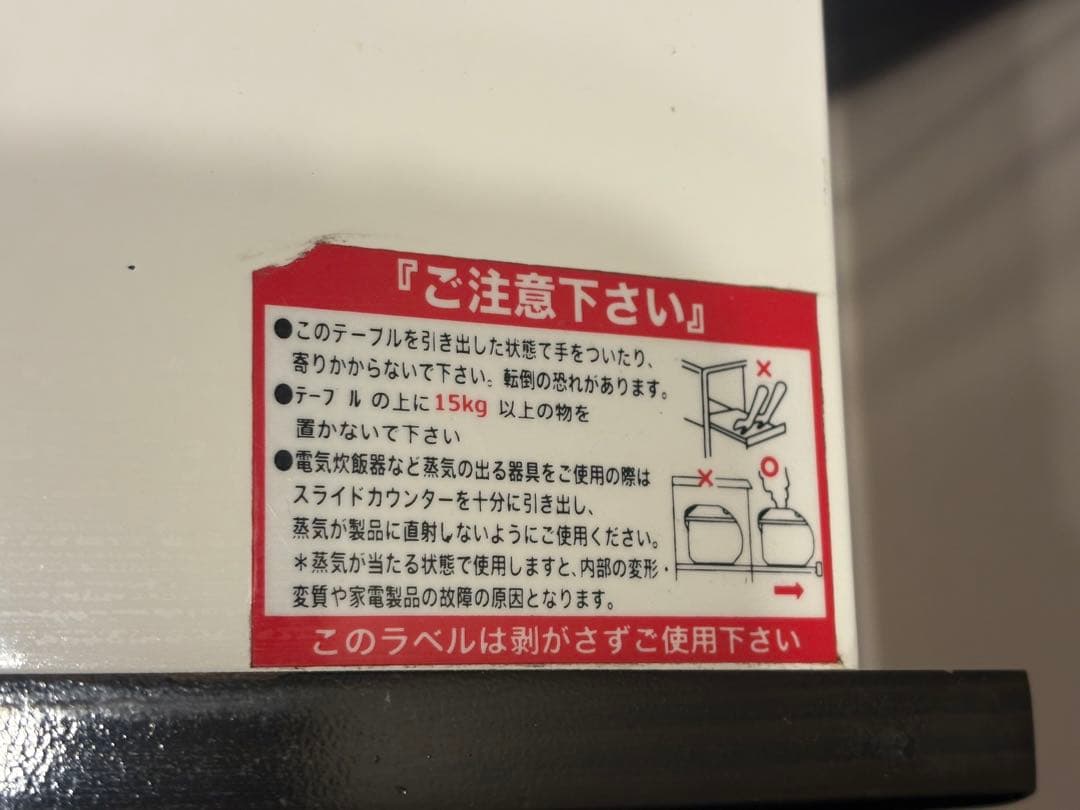 『ご注意下さい』
●このテーブルを引き出した状態で手をついたり、
寄りかからないで下さい。転倒の恐れがあります。
●テーブルの上に15kg 以上の物を
置かないで下さい
●電気炊飯器など蒸気の出る器具をご使用の際は
スライドカウンターを十分に引き出し、
蒸気が製品に直射しないようにご使用ください。
＊蒸気が当たる状態で使用しますと、内部の変形・
変質や家電製品の故障の原因となります。
このラベルは剥がさずご使用下さい